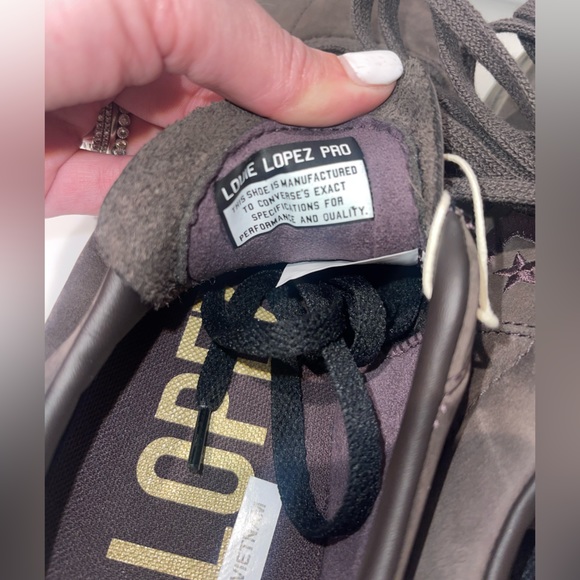 LOUIE LOPEZ PRO
THIS SHOE IS MANUFACTURED
TO CONVERSE'S EXACT
SPECIFICATIONS FOR
PERFORMANCE AND QUALITY.
LOPEZ
VIETNAM